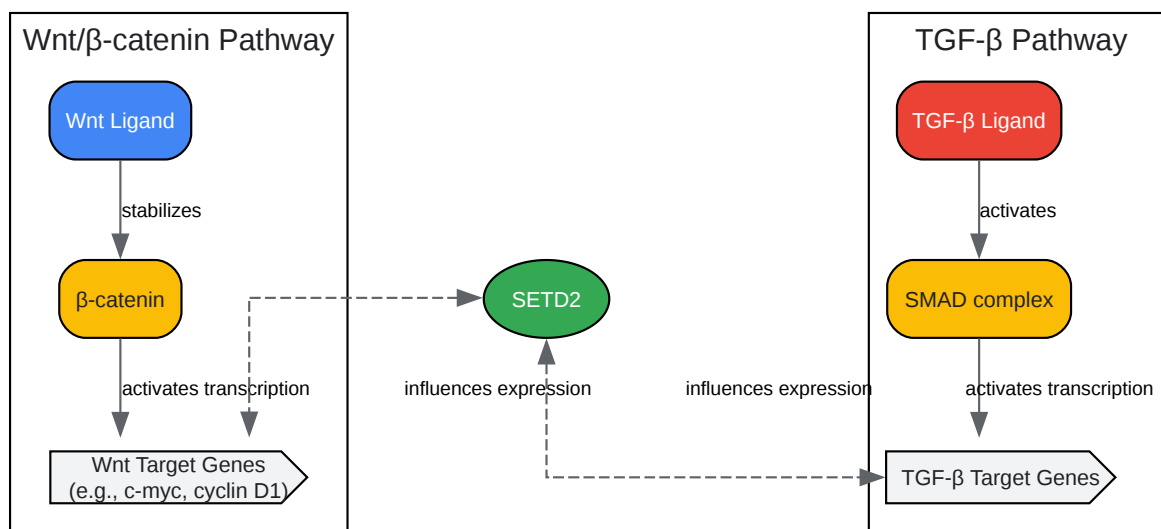 Wnt/β-catenin Pathway
TGF-β Pathway
Wnt Ligand
TGF-β Ligand
stabilizes
activates
β-catenin
SETD2
SMAD complex
activates transcription
influences expression
influences expression
activates transcription
Wnt Target Genes
(e.g., c-myc, cyclin D1)
TGF-β Target Genes